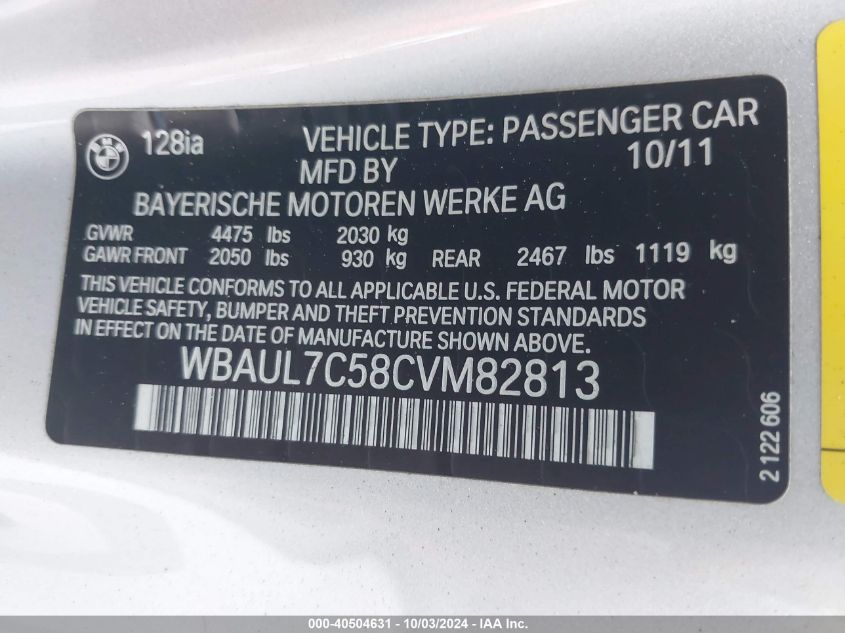 128ia VEHICLE TYPE: PASSENGER CAR
MFD BY 10/11
BAYERISCHE MOTOREN WERKE AG
GVWR 4475 lbs 2030 kg
GAWR FRONT 2050 lbs 930 kg REAR 2467 lbs 1119 kg
THIS VEHICLE CONFORMS TO ALL APPLICABLE U.S. FEDERAL MOTOR
VEHICLE SAFETY, BUMPER AND THEFT PREVENTION STANDARDS
IN EFFECT ON THE DATE OF MANUFACTURE SHOWN ABOVE.
WBAUL7C58CVM82813
2 122 606
000-40504631 - 10/03/2024 - IAA Inc.